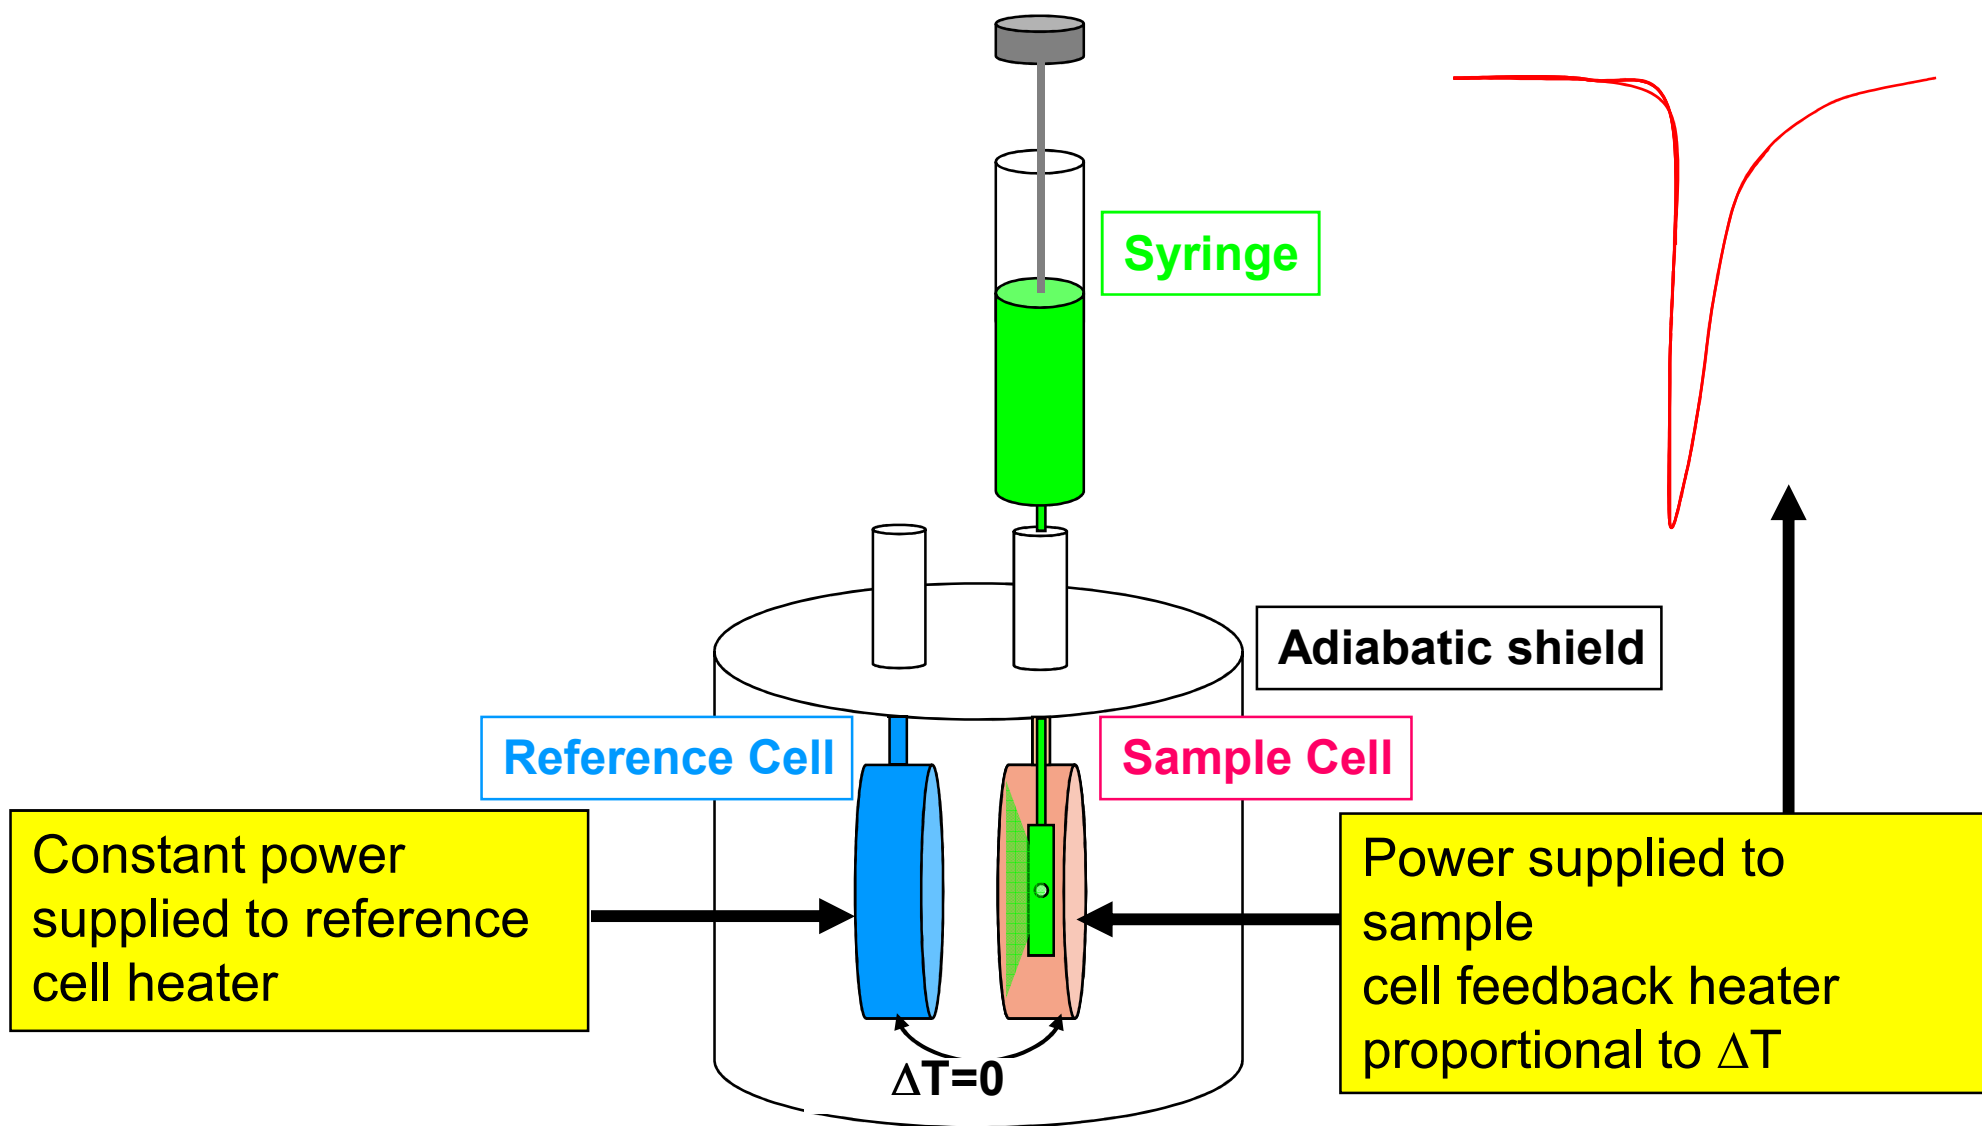 Syringe
Adiabatic shield
Reference Cell
Sample Cell
Constant power
supplied to reference
cell heater
Power supplied to
sample
cell feedback heater
proportional to ΔT
ΔT=0